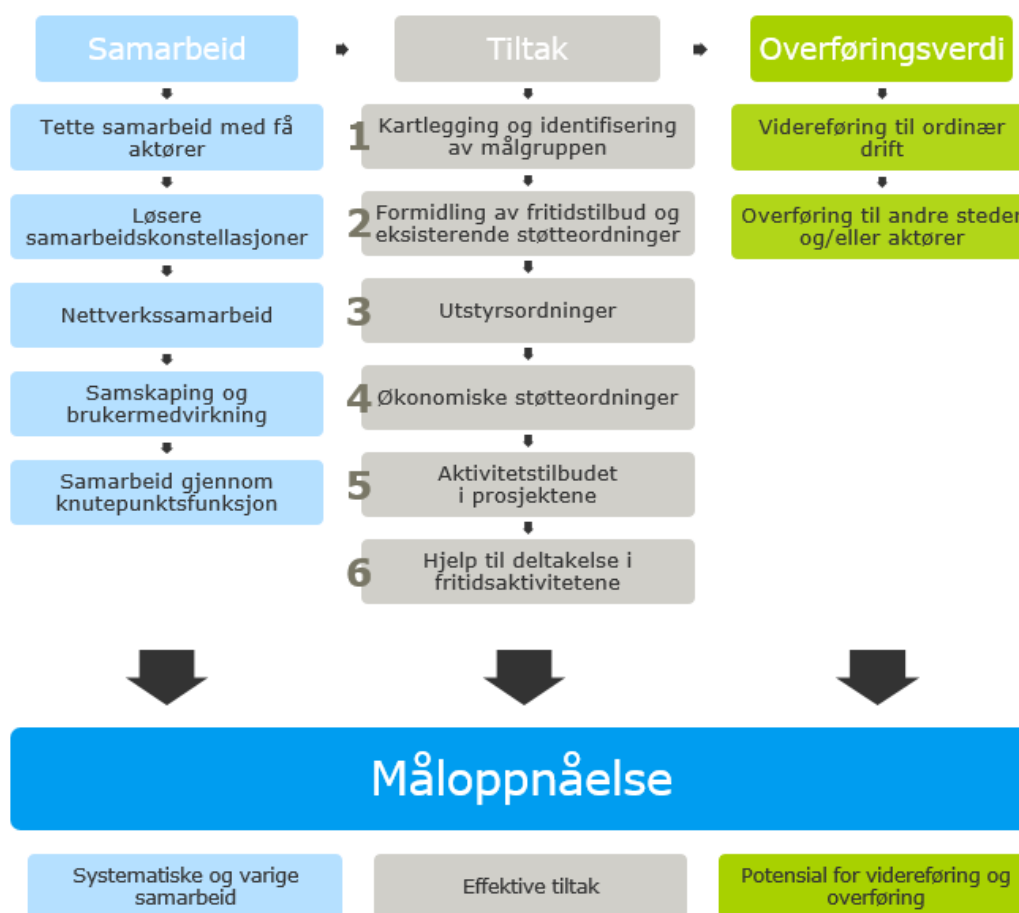 Samarbeid
Tiltak
Overføringsverdi
Tette samarbeid med få
aktører
Løsere
samarbeidskonstellasjoner
Nettverkssamarbeid
Samskaping og
brukermedvirkning
Samarbeid gjennom
knutepunktsfunksjon
1
Kartlegging og identifisering
av målgruppen
2
Formidling av fritidstilbud og
eksisterende støtteordninger
3
Utstyrsordninger
4
Økonomiske støtteordninger
5
Aktivitetstilbudet
i prosjektene
6
Hjelp til deltakelse i
fritidsaktivitetene
Videreføring til ordinær
drift
Overføring til andre steder
og/eller aktører
Måloppnåelse
Systematiske og varige
samarbeid
Effektive tiltak
Potensial for videreføring og
overføring